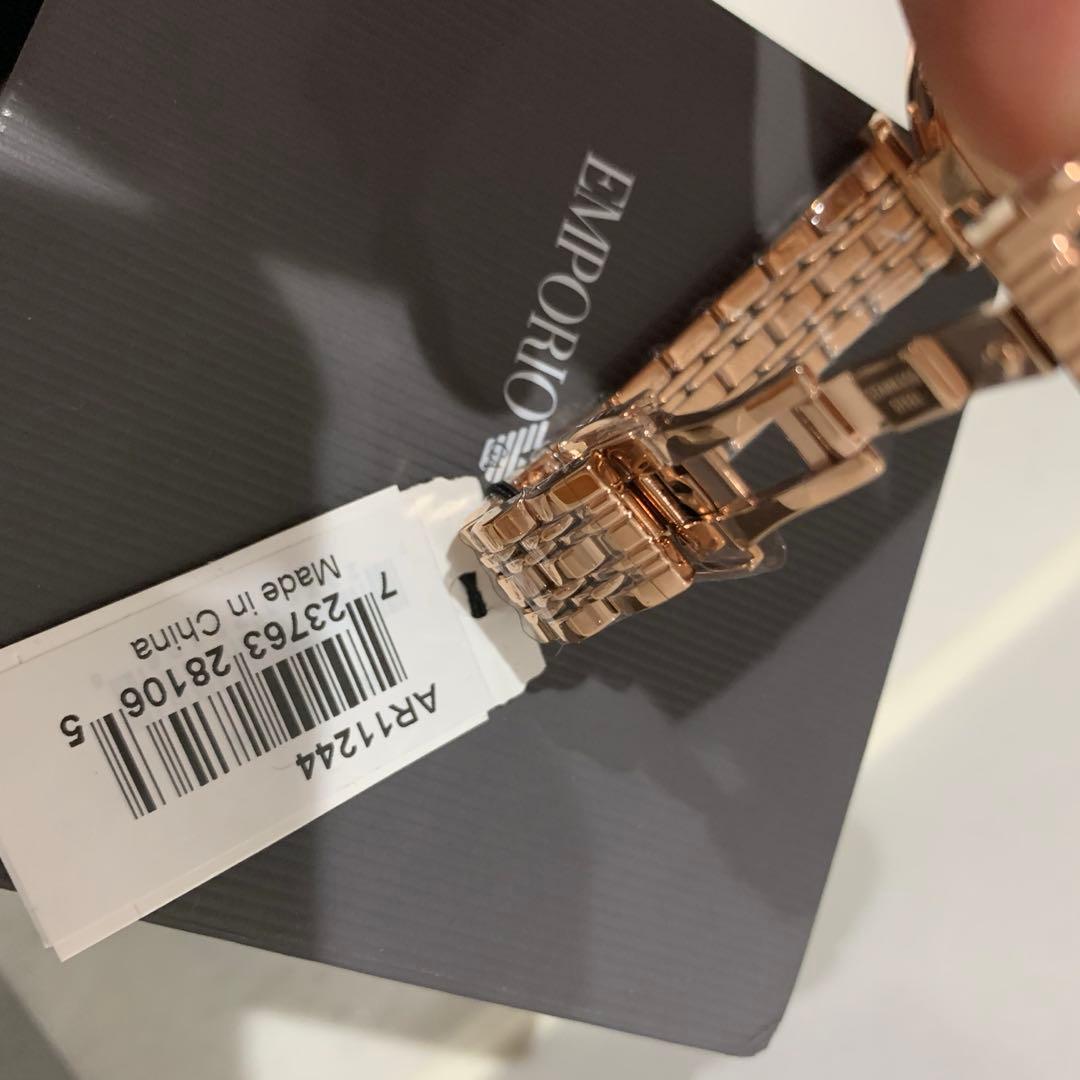 EMPORIO
AR11244
7 23763 28106 5
Made in China